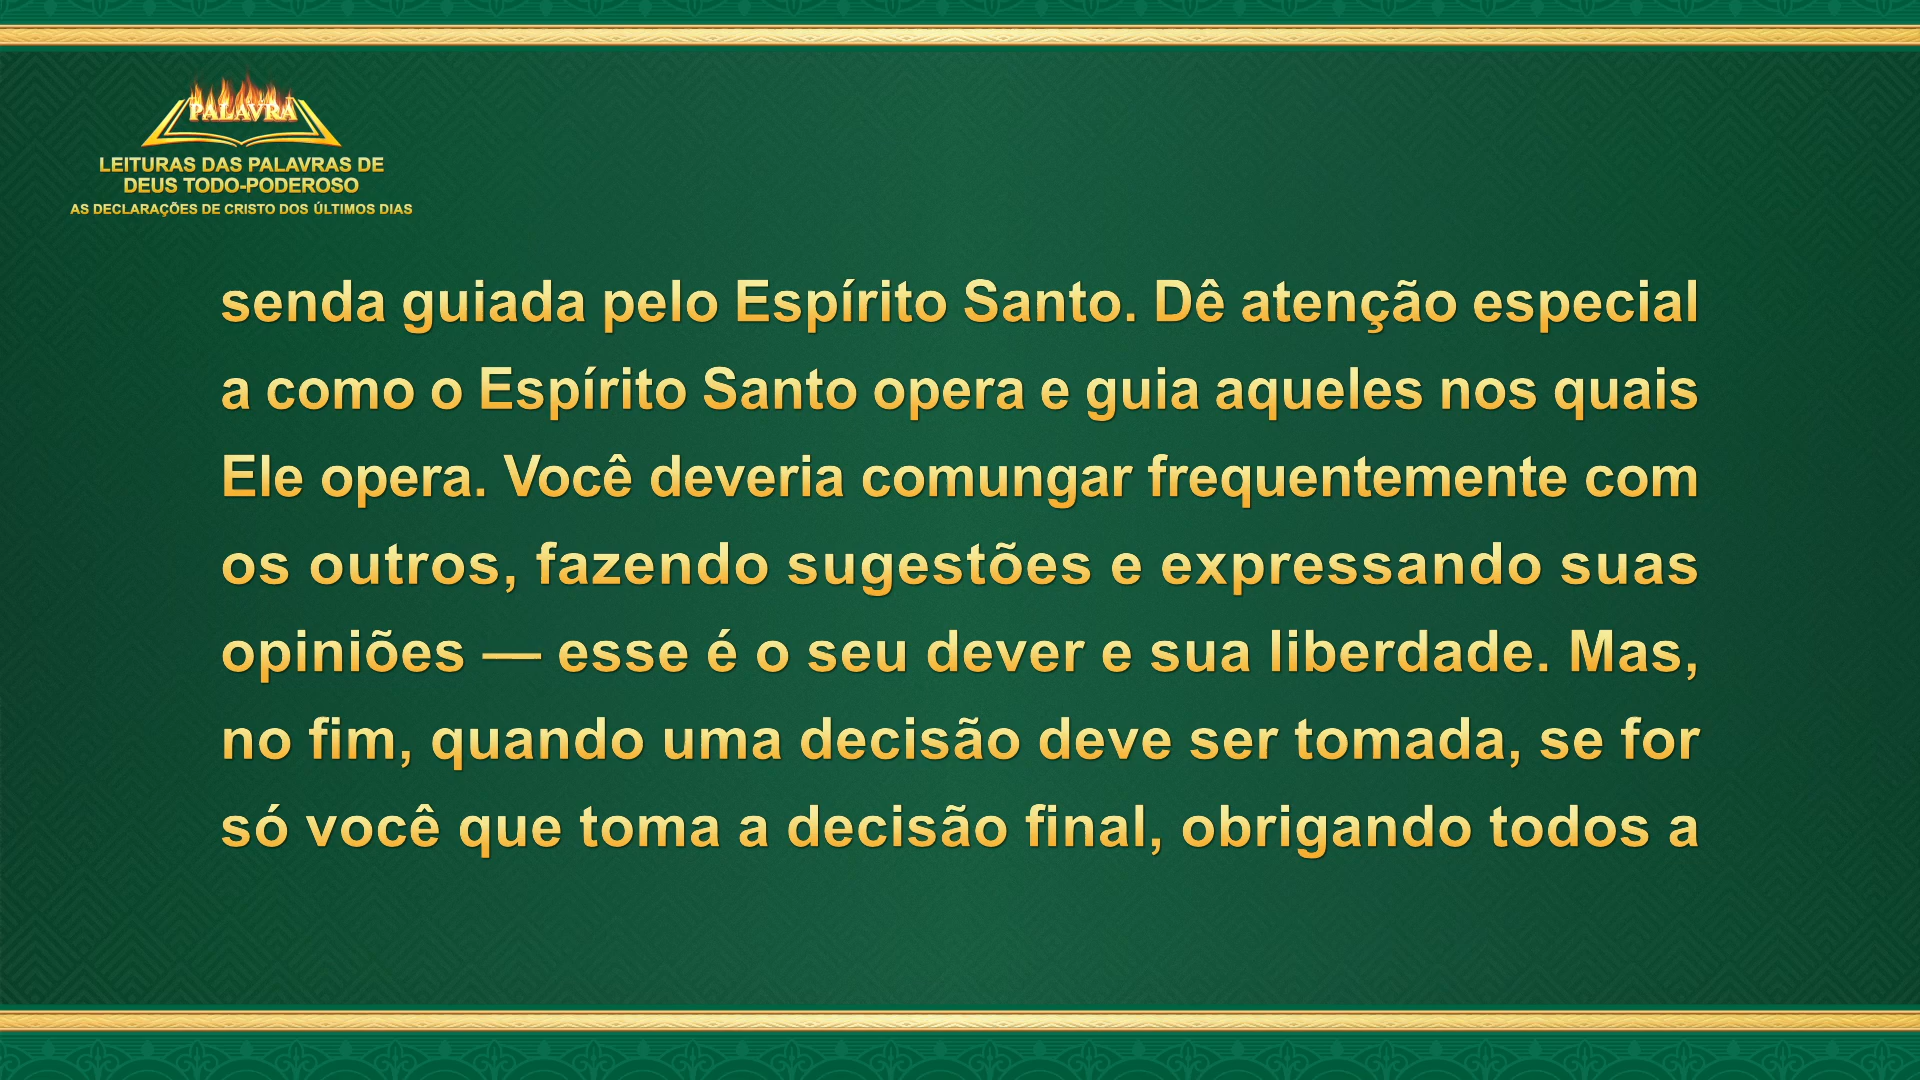 PALAVRA
LEITURAS DAS PALAVRAS DE
DEUS TODO-PODEROSO
AS DECLARAÇÕES DE CRISTO DOS ÚLTIMOS DIAS
senda guiada pelo Espírito Santo. Dê atenção especial
a como o Espírito Santo opera e guia aqueles nos quais
Ele opera. Você deveria comungar frequentemente com
os outros, fazendo sugestões e expressando suas
opiniões — esse é o seu dever e sua liberdade. Mas,
no fim, quando uma decisão deve ser tomada, se for
só você que toma a decisão final, obrigando todos a